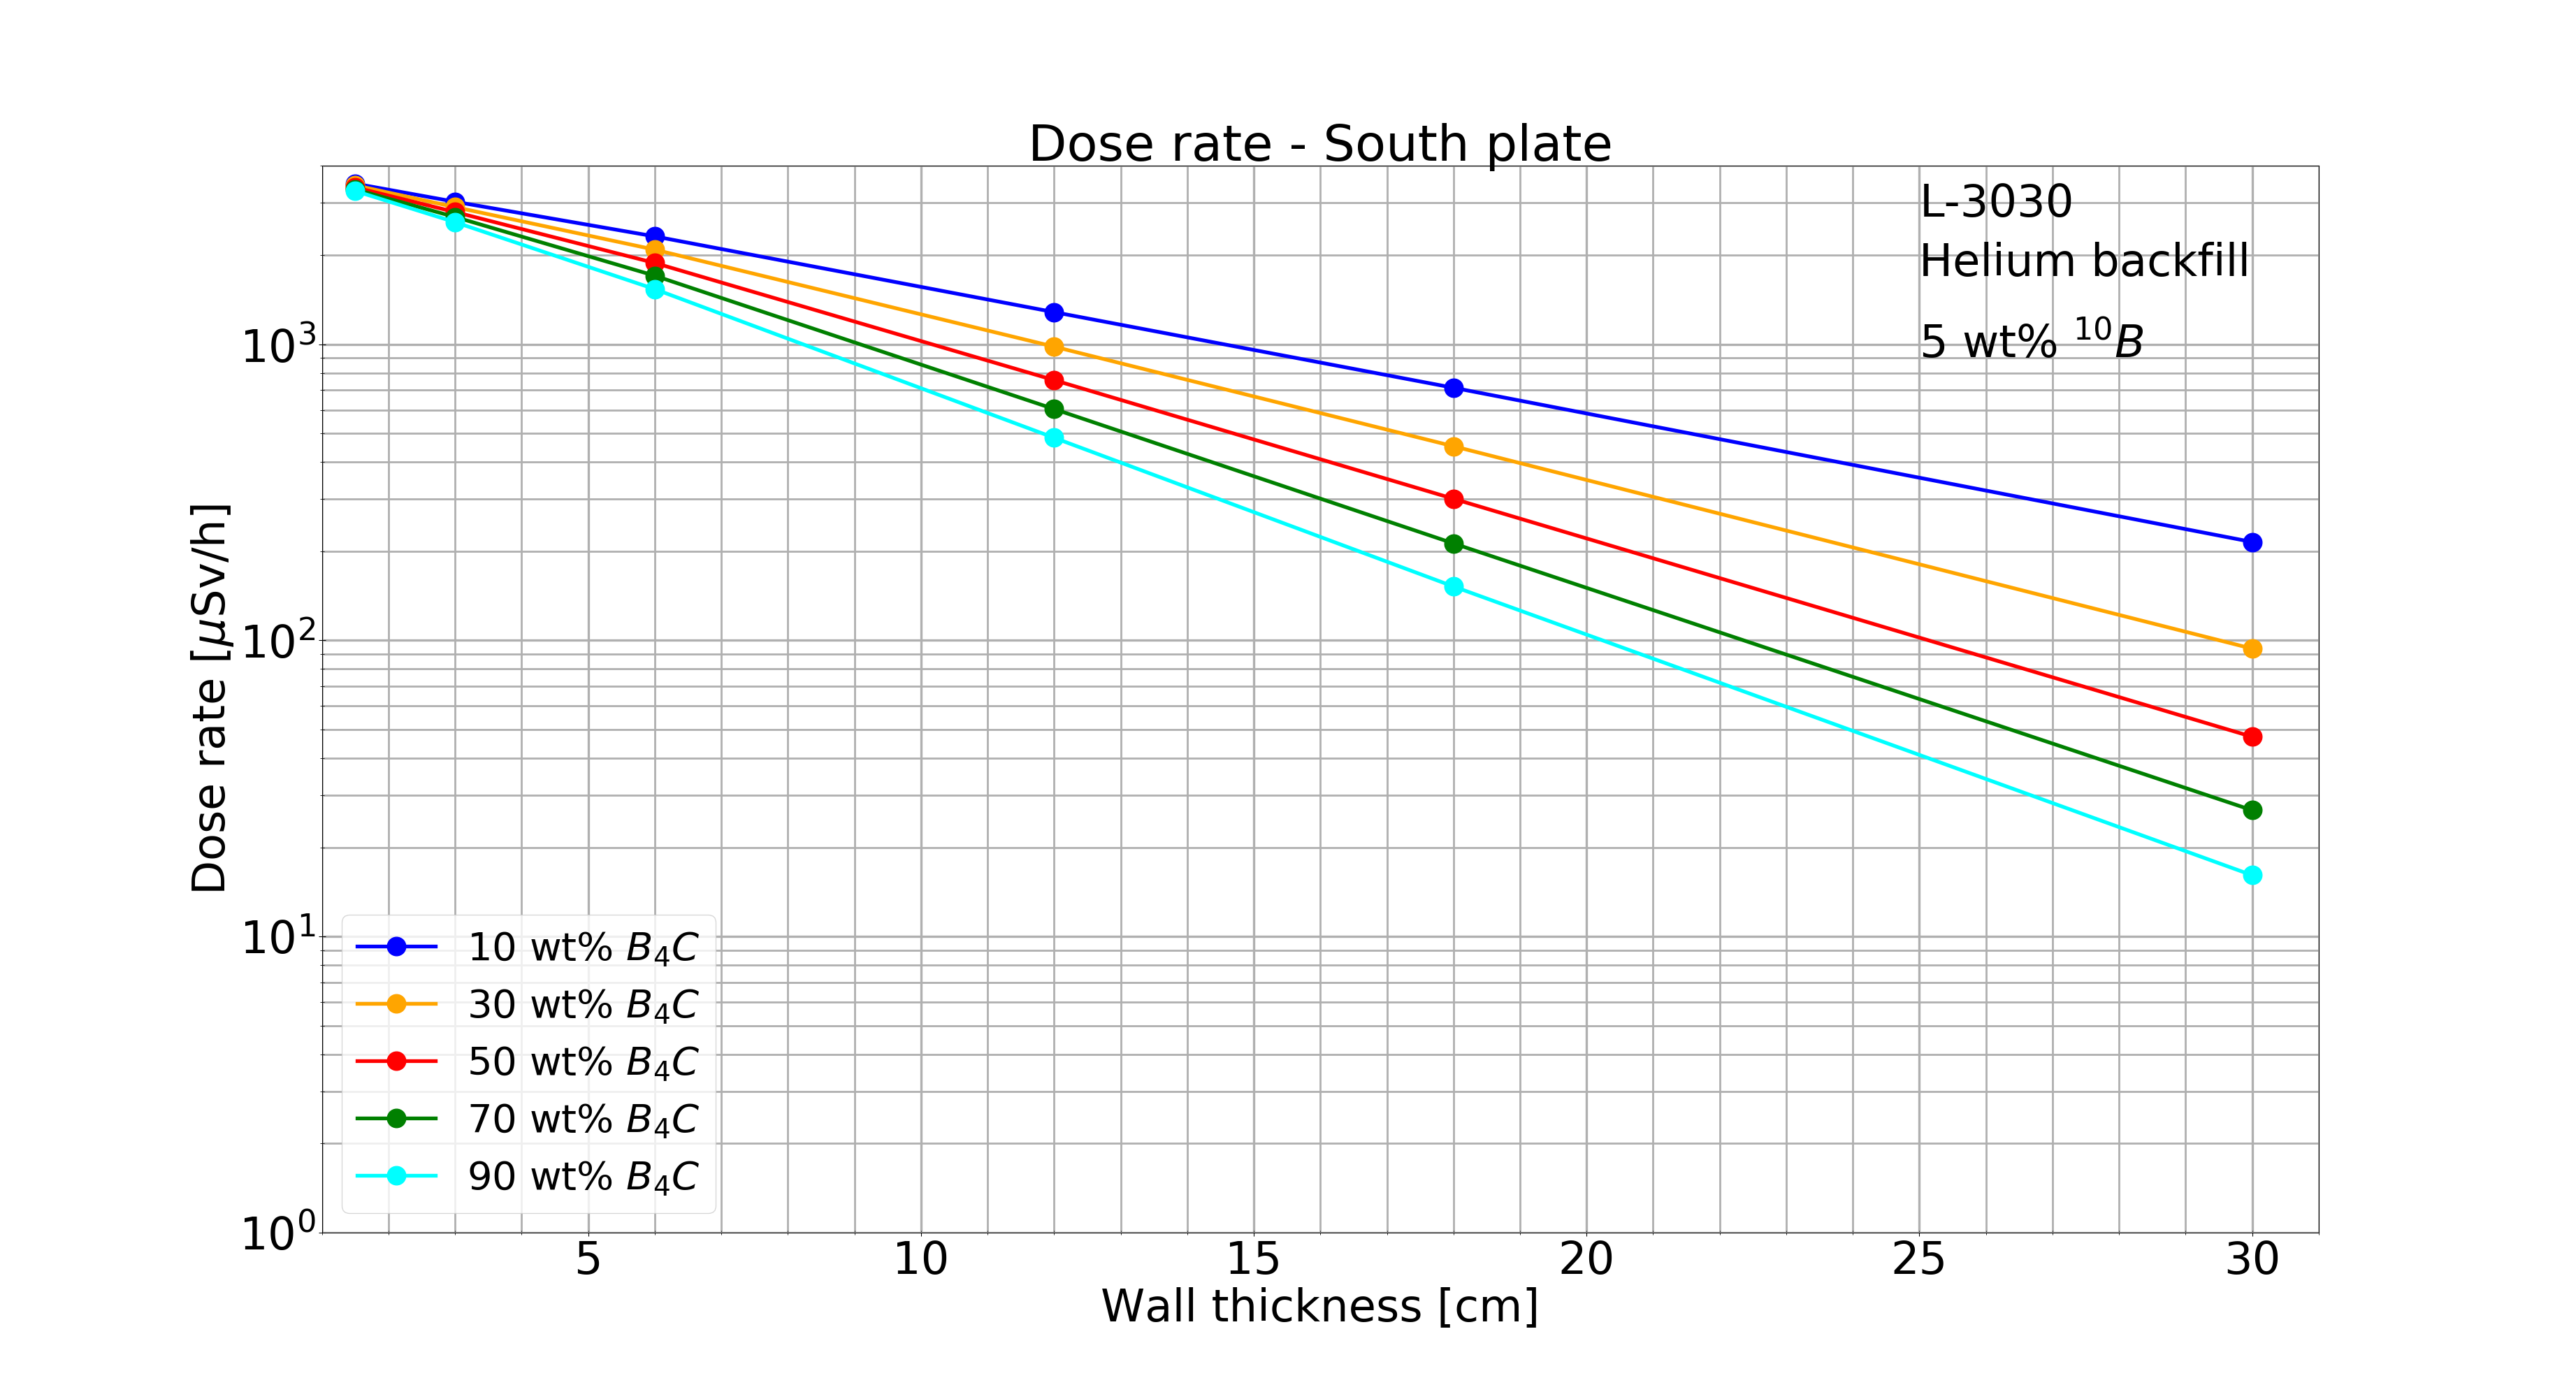 Dose rate - South plate
L-3030
Helium backfill
5 wt% ¹⁰B
Dose rate [μSv/h]
10³
10²
10¹
10⁰
10 wt% B₄C
30 wt% B₄C
50 wt% B₄C
70 wt% B₄C
90 wt% B₄C
5 10 15 20 25 30
Wall thickness [cm]